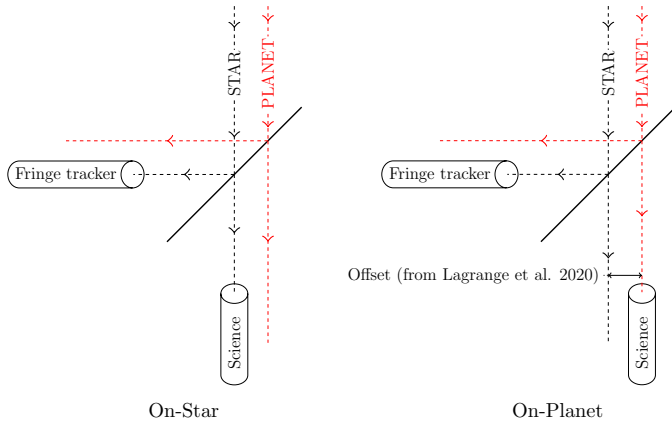 STAR
PLANET
Fringe tracker
Science
On-Star
STAR
PLANET
Fringe tracker
Offset (from Lagrange et al. 2020)
Science
On-Planet